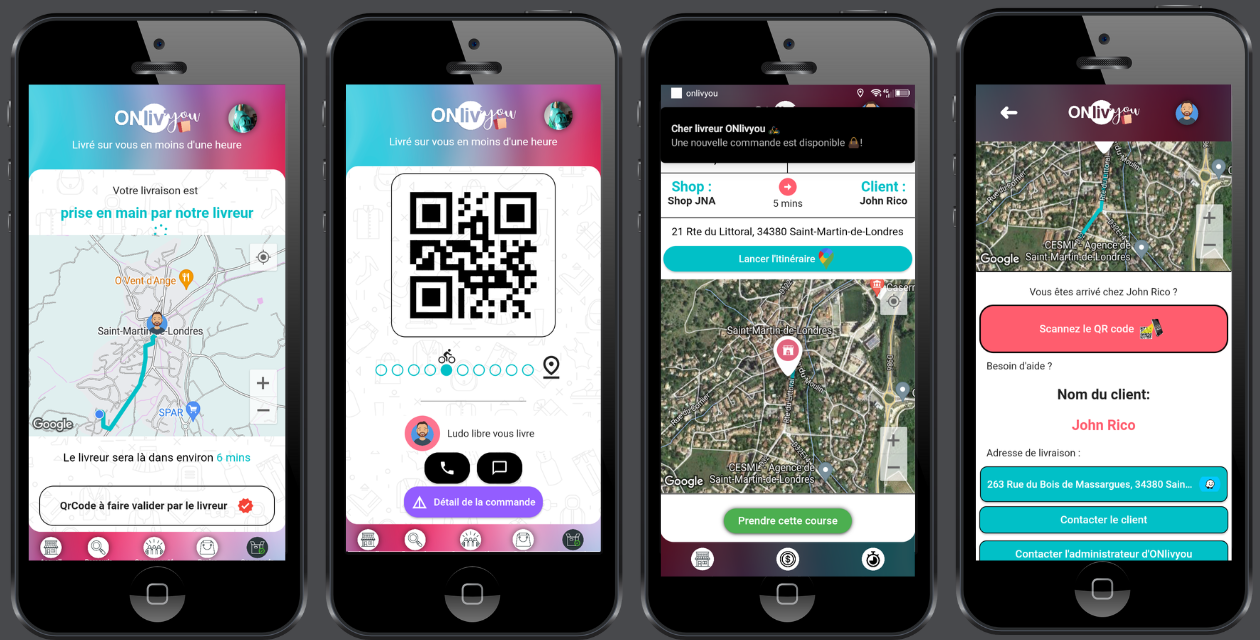 ONlivyou
Livré sur vous en moins d'une heure
Votre livraison est
prise en main par notre livreur
O Vent d'Ange
Saint-Martin-de-Londres
SPAR
Google
Le livreur sera là dans environ 6 mins
QrCode à faire valider par le livreur
ONlivyou
Livré sur vous en moins d'une heure
Ludo libre vous livre
Détail de la commande
onlivyou
Cher livreur ONlivyou
Une nouvelle commande est disponible !
Shop :
Shop JNA
5 mins
Client :
John Rico
21 Rte du Littoral, 34380 Saint-Martin-de-Londres
Lancer l'itinéraire
Saint-Martin-de-Londres
CESML - Agence de
Saint-Martin-de-Londres
Google
Prendre cette course
ONlivyou
CESML - Agence de
Saint-Martin-de-Londres
Google
Vous êtes arrivé chez John Rico ?
Scannez le QR code
Besoin d'aide ?
Nom du client:
John Rico
Adresse de livraison :
263 Rue du Bois de Massargues, 34380 Sain...
Contacter le client
Contacter l'administrateur d'ONlivyou